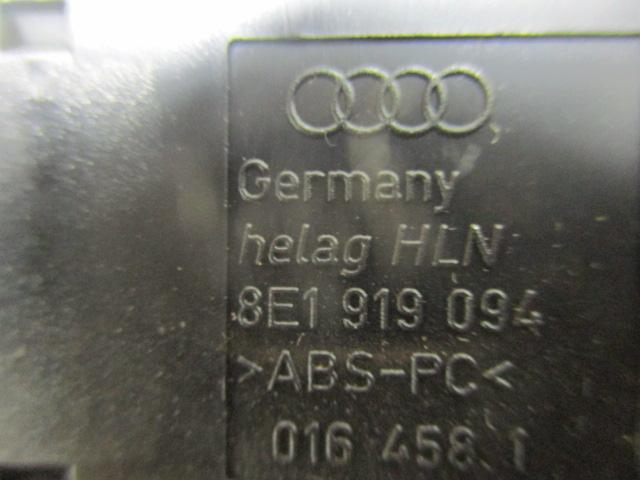 Germany
helag HLN
8E1 919 094
>ABS-PC<
016 458.1